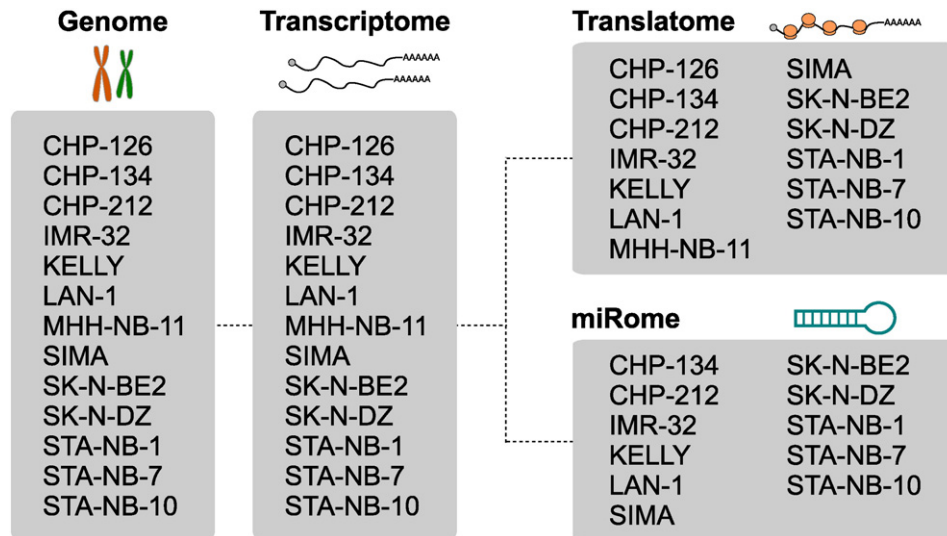 Genome
CHP-126
CHP-134
CHP-212
IMR-32
KELLY
LAN-1
MHH-NB-11
SIMA
SK-N-BE2
SK-N-DZ
STA-NB-1
STA-NB-7
STA-NB-10
Transcriptome
AAAAAA
AAAAAA
CHP-126
CHP-134
CHP-212
IMR-32
KELLY
LAN-1
MHH-NB-11
SIMA
SK-N-BE2
SK-N-DZ
STA-NB-1
STA-NB-7
STA-NB-10
Translatome
AAAAAA
CHP-126
CHP-134
CHP-212
IMR-32
KELLY
LAN-1
MHH-NB-11
SIMA
SK-N-BE2
SK-N-DZ
STA-NB-1
STA-NB-7
STA-NB-10
miRome
CHP-134
CHP-212
IMR-32
KELLY
LAN-1
SIMA
SK-N-BE2
SK-N-DZ
STA-NB-1
STA-NB-7
STA-NB-10